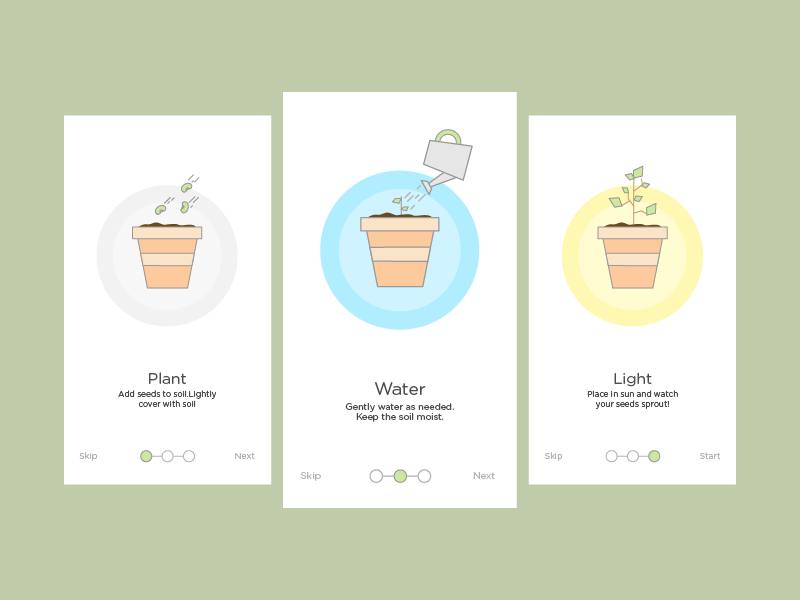 Plant
Add seeds to soil.Lightly
cover with soil
Skip
Next
Water
Gently water as needed.
Keep the soil moist.
Skip
Next
Light
Place in sun and watch
your seeds sprout!
Skip
Start